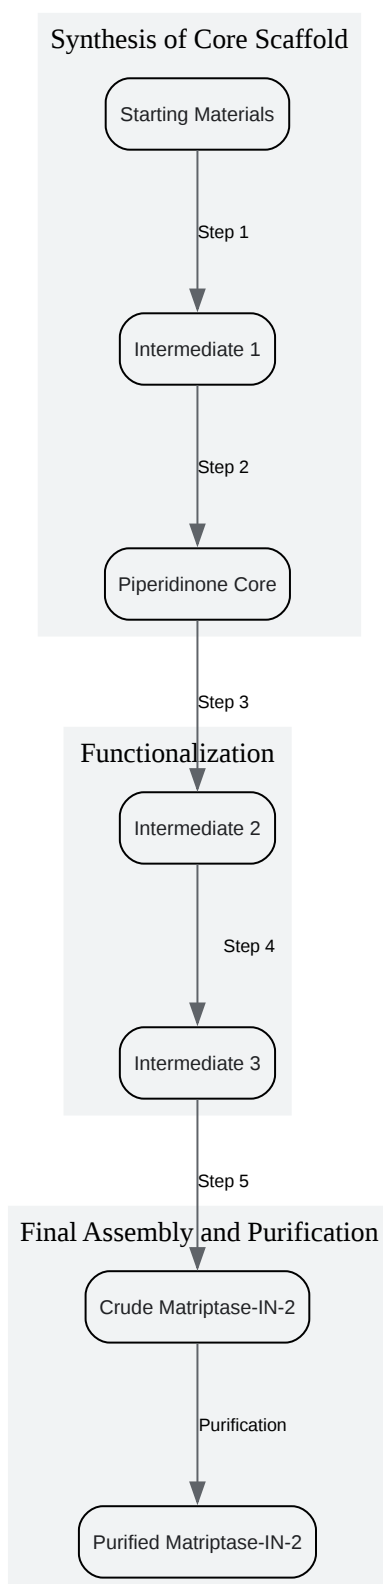 Synthesis of Core Scaffold
Starting Materials
Step 1
Intermediate 1
Step 2
Piperidinone Core
Step 3
Functionalization
Intermediate 2
Step 4
Intermediate 3
Step 5
Final Assembly and Purification
Crude Matriptase-IN-2
Purification
Purified Matriptase-IN-2